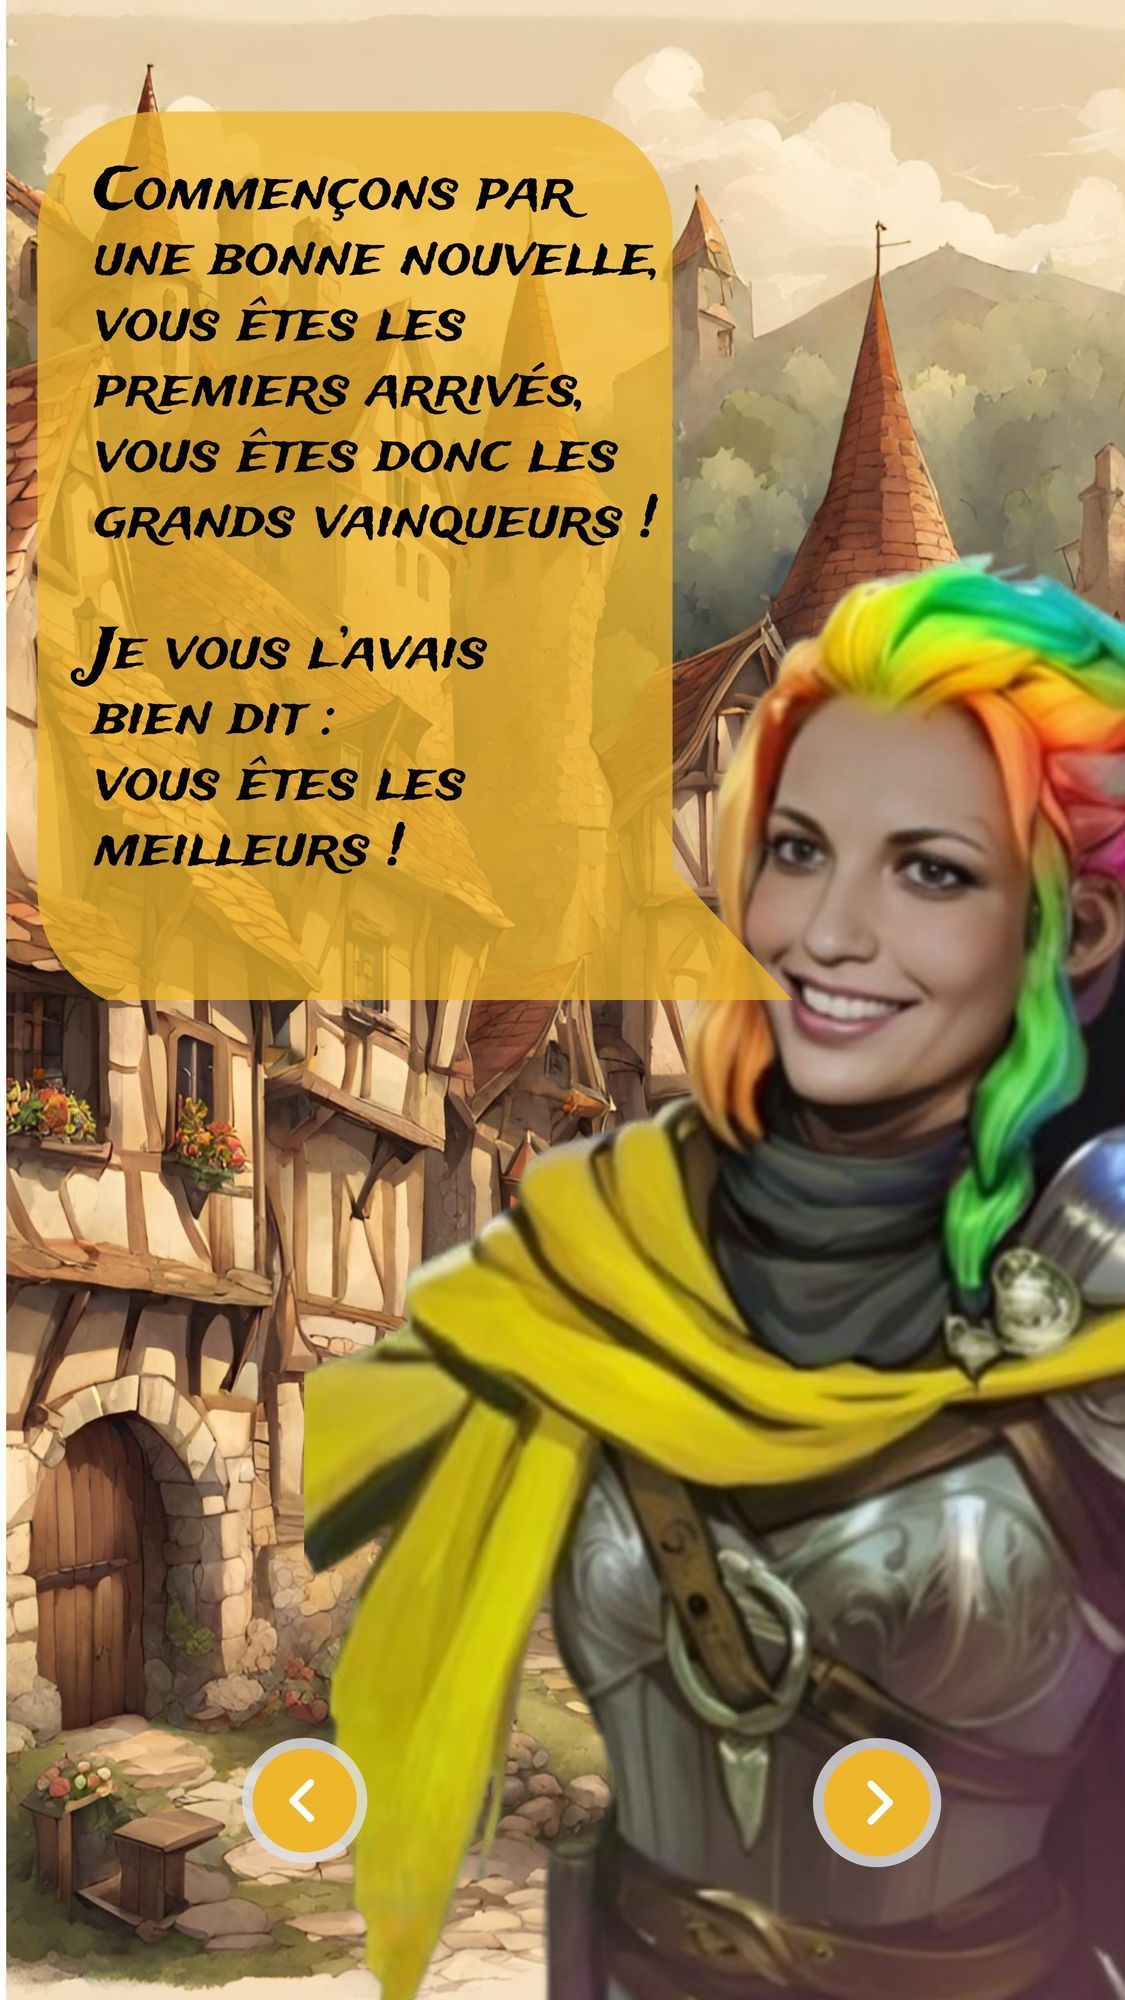 Commençons par
une bonne nouvelle,
vous êtes les
premiers arrivés,
vous êtes donc les
grands vainqueurs !
Je vous l'avais
bien dit :
vous êtes les
meilleurs !